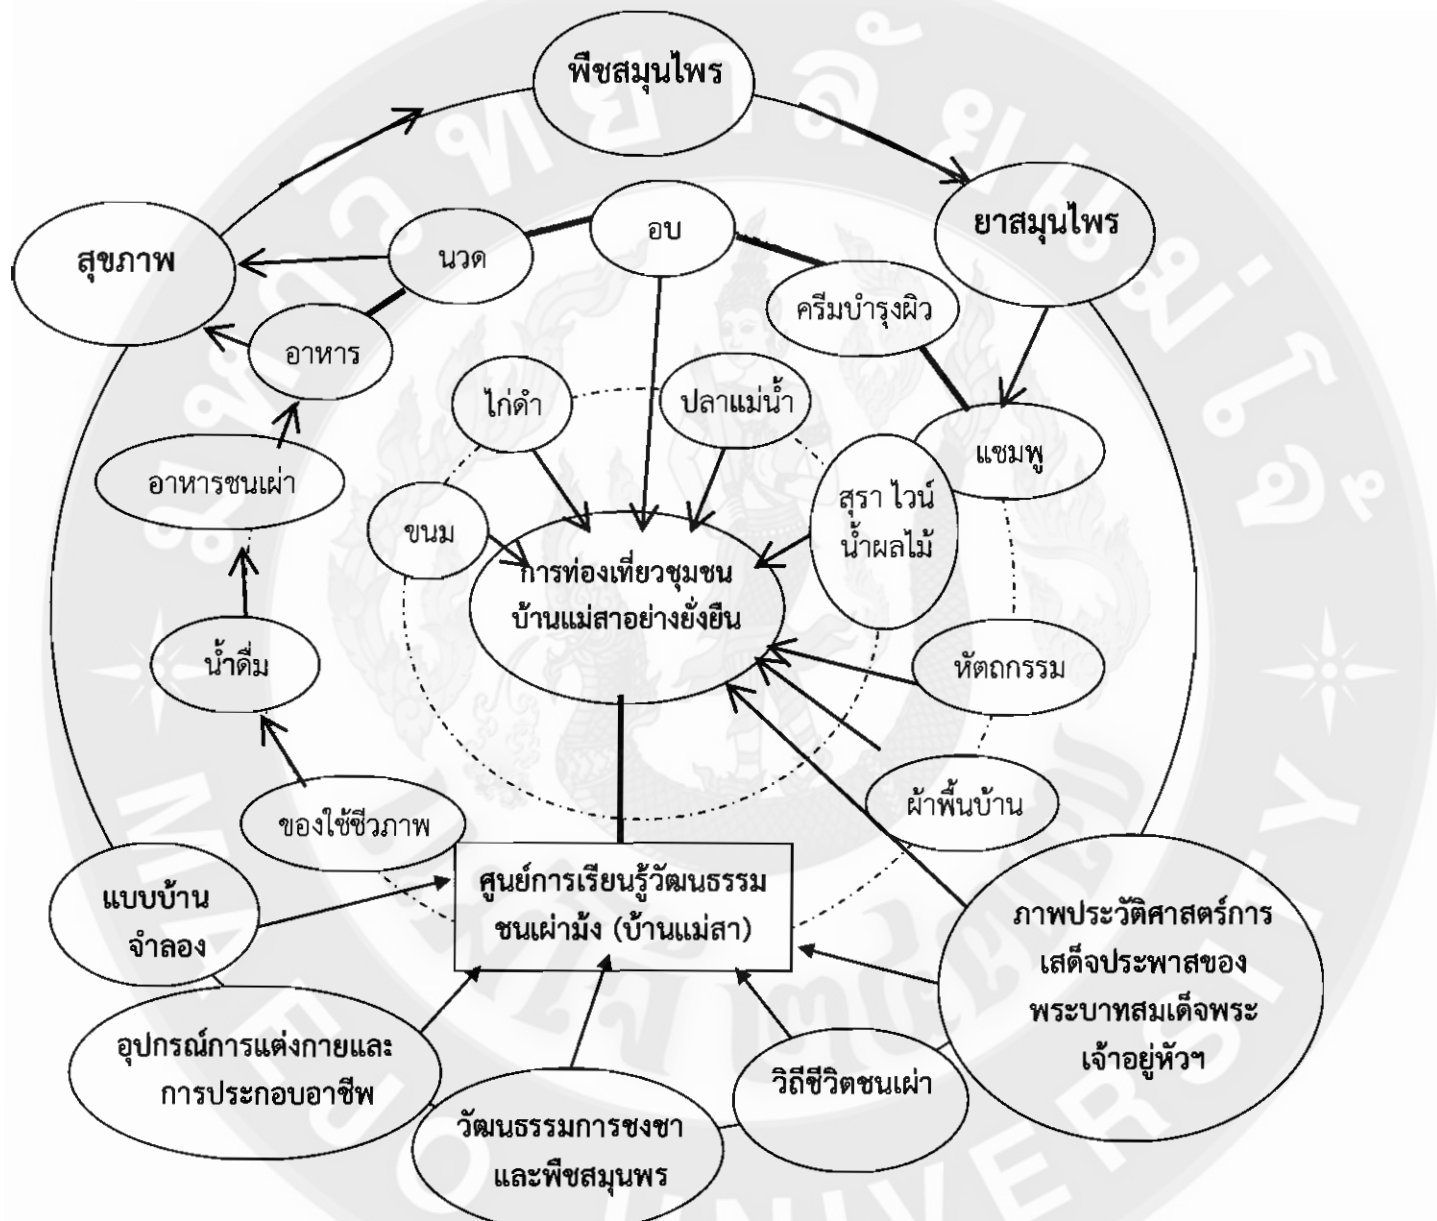 พืชสมุนไพร
ยาสมุนไพร
สุขภาพ
นวด
อบ
ครีมบำรุงผิว
อาหาร
ไก่ดำ
ปลาแม่น้ำ
แชมพู
อาหารชนเผ่า
ขนม
สุรา ไวน์
น้ำผลไม้
การท่องเที่ยวชุมชน
บ้านแม่สาอย่างยั่งยืน
น้ำดื่ม
หัตถกรรม
ของใช้ชีวภาพ
ผ้าพื้นบ้าน
แบบบ้าน
จำลอง
ศูนย์การเรียนรู้วัฒนธรรม
ชนเผ่าม้ง (บ้านแม่สา)
ภาพประวัติศาสตร์การ
เสด็จประพาสของ
พระบาทสมเด็จพระ
เจ้าอยู่หัวฯ
อุปกรณ์การแต่งกายและ
การประกอบอาชีพ
วัฒนธรรมการชงชา
และพืชสมุนพร
วิถีชีวิตชนเผ่า
มหาวิทยาลัยแม่โจ้
MAEJO UNIVERSITY